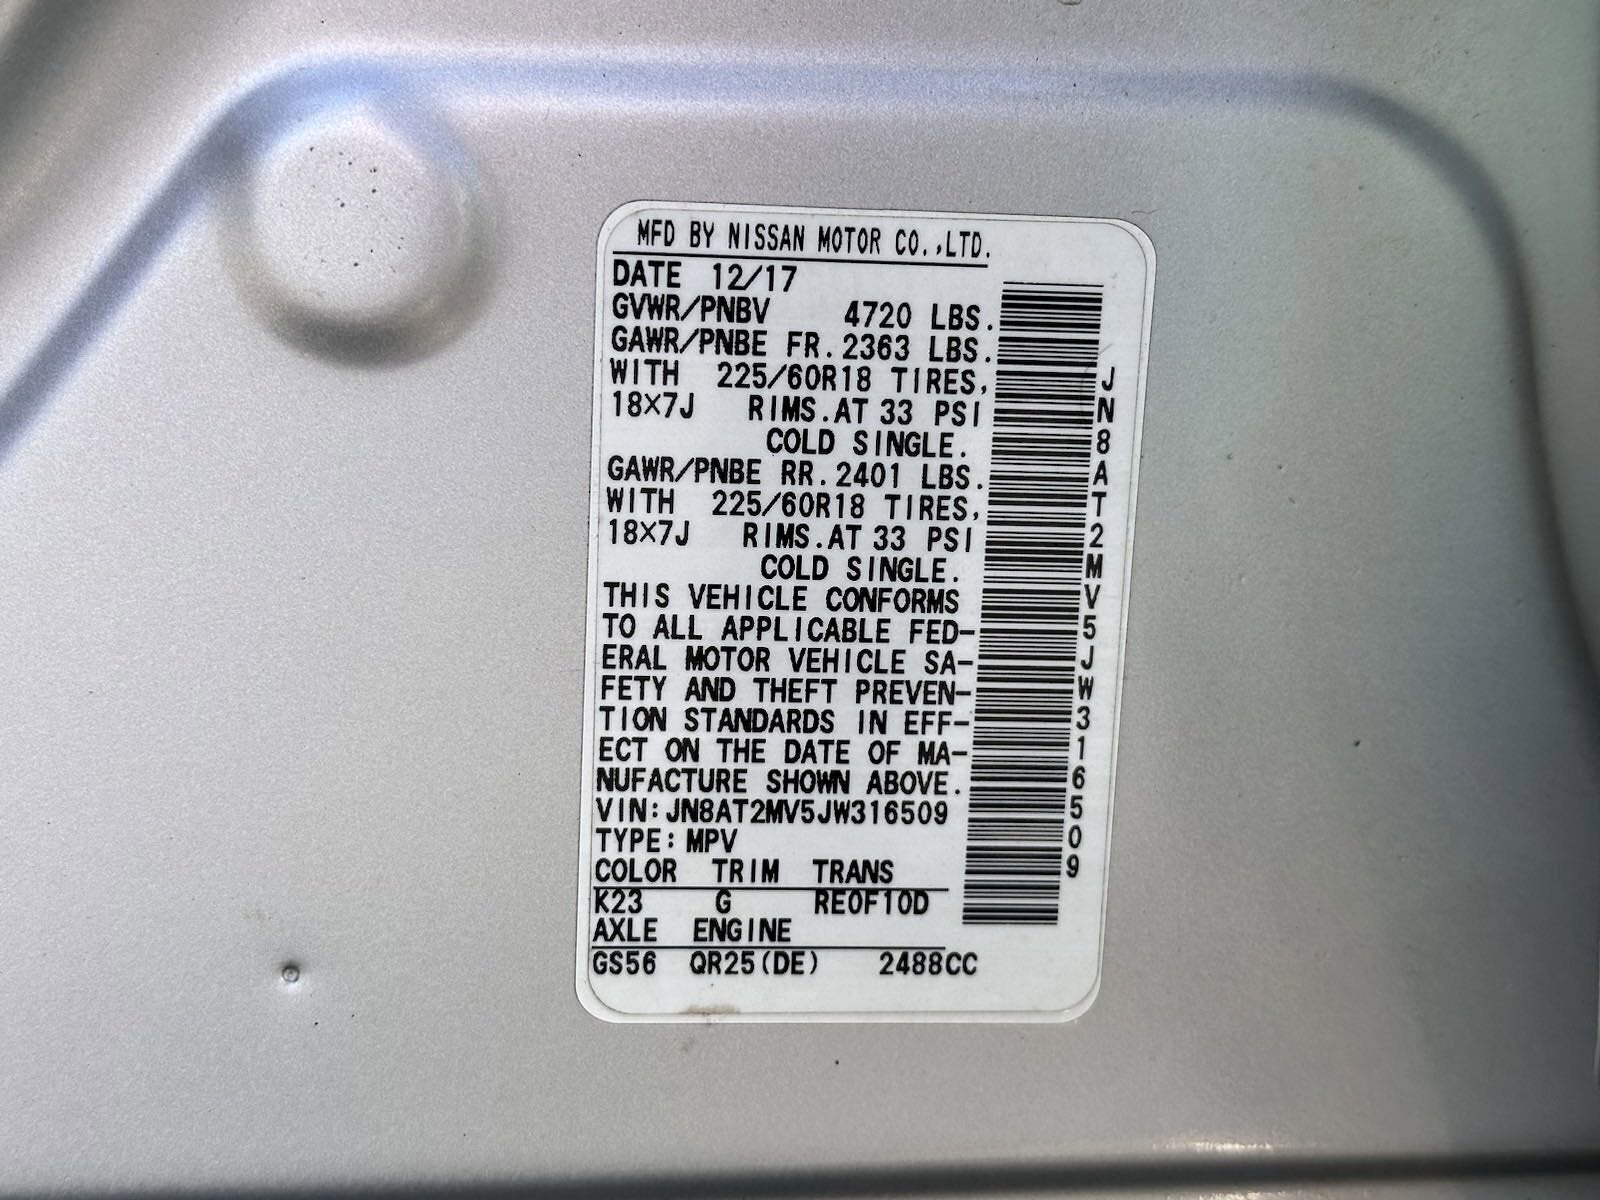 MFD BY NISSAN MOTOR CO.,LTD.
DATE 12/17
GVWR/PNBV 4720 LBS.
GAWR/PNBE FR. 2363 LBS.
WITH 225/60R18 TIRES,
18×7J RIMS.AT 33 PSI
COLD SINGLE.
GAWR/PNBE RR. 2401 LBS.
WITH 225/60R18 TIRES,
18×7J RIMS.AT 33 PSI
COLD SINGLE.
THIS VEHICLE CONFORMS
TO ALL APPLICABLE FED-
ERAL MOTOR VEHICLE SA-
FETY AND THEFT PREVEN-
TION STANDARDS IN EFF-
ECT ON THE DATE OF MA-
NUFACTURE SHOWN ABOVE.
VIN:JN8AT2MV5JW316509
TYPE:MPV
COLOR TRIM TRANS
K23 G RE0F10D
AXLE ENGINE
GS56 QR25(DE) 2488CC
JN8AT2MV5JW316509